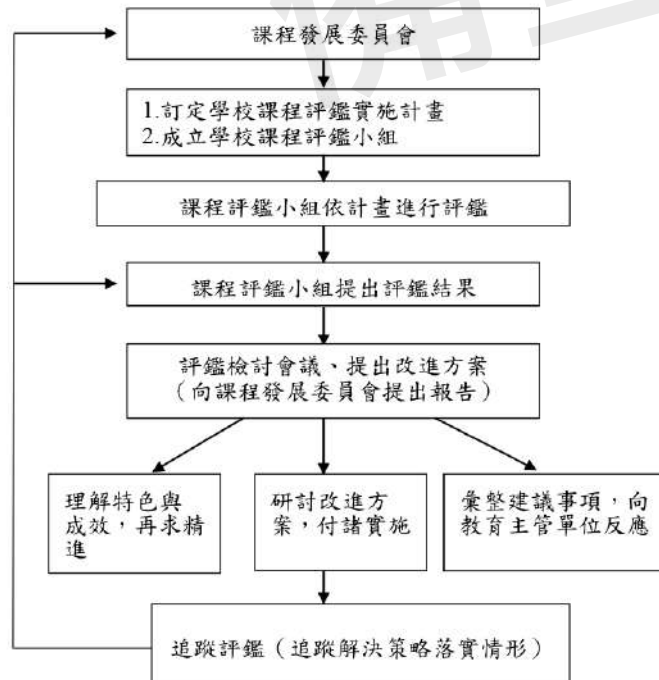 課程發展委員會
1.訂定學校課程評鑑實施計畫
2.成立學校課程評鑑小組
課程評鑑小組依計畫進行評鑑
課程評鑑小組提出評鑑結果
評鑑檢討會議、提出改進方案
（向課程發展委員會提出報告）
理解特色與
成效，再求精
進
研討改進方
案，付諸實施
彙整建議事項，向
教育主管單位反應
追蹤評鑑（追蹤解決策略落實情形）